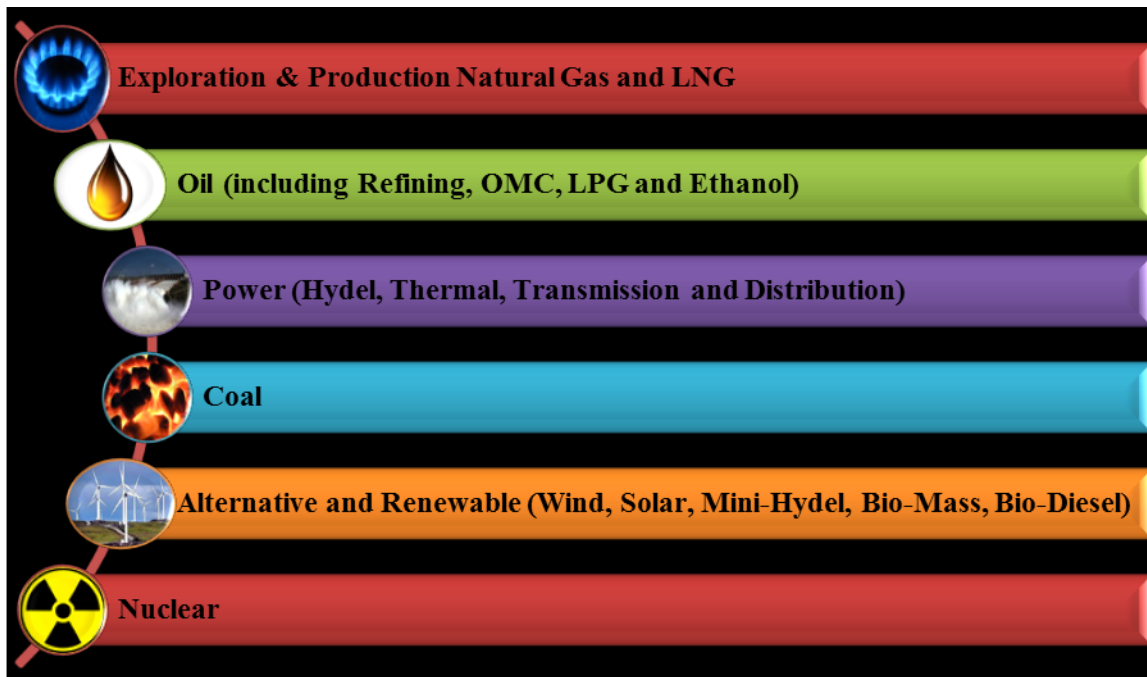 Exploration & Production Natural Gas and LNG
Oil (including Refining, OMC, LPG and Ethanol)
Power (Hydel, Thermal, Transmission and Distribution)
Coal
Alternative and Renewable (Wind, Solar, Mini-Hydel, Bio-Mass, Bio-Diesel)
Nuclear